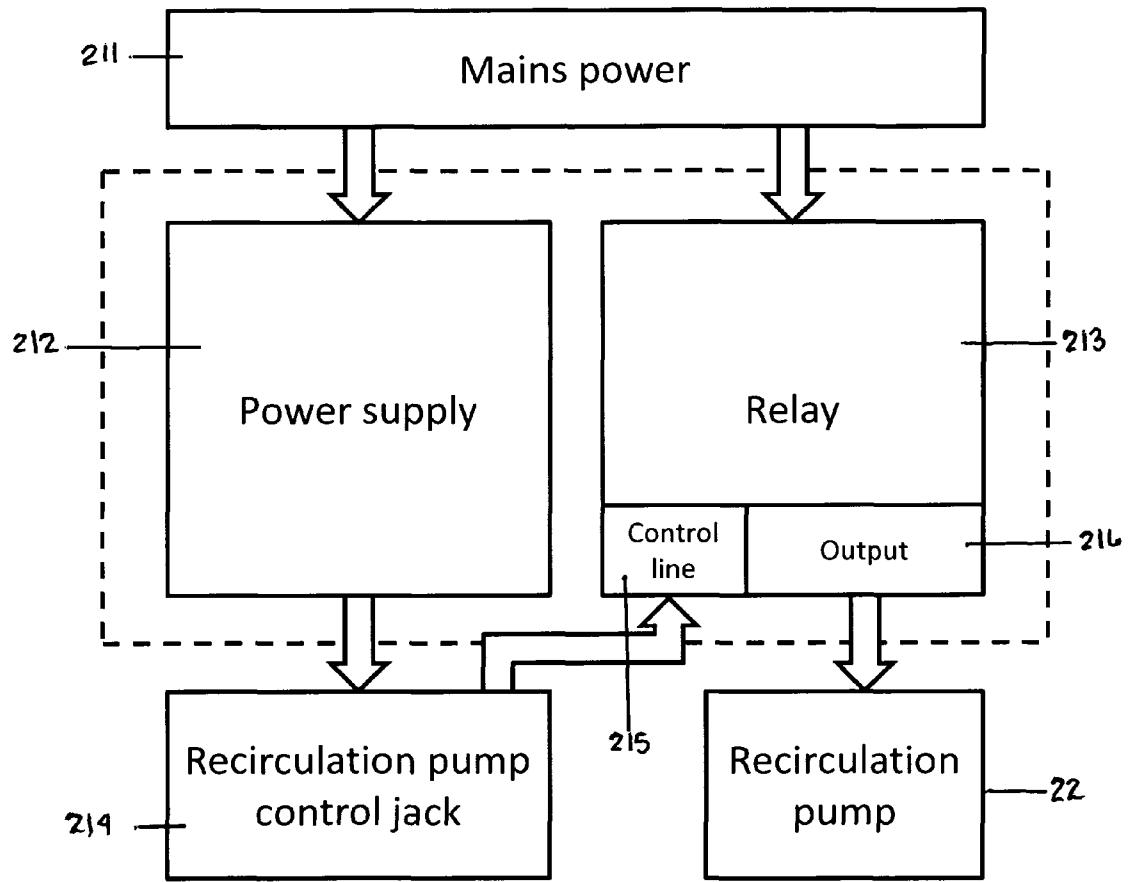 211
Mains power
212
Power supply
213
Relay
Control
line
Output
216
215
Recirculation pump
control jack
214
Recirculation
pump
22